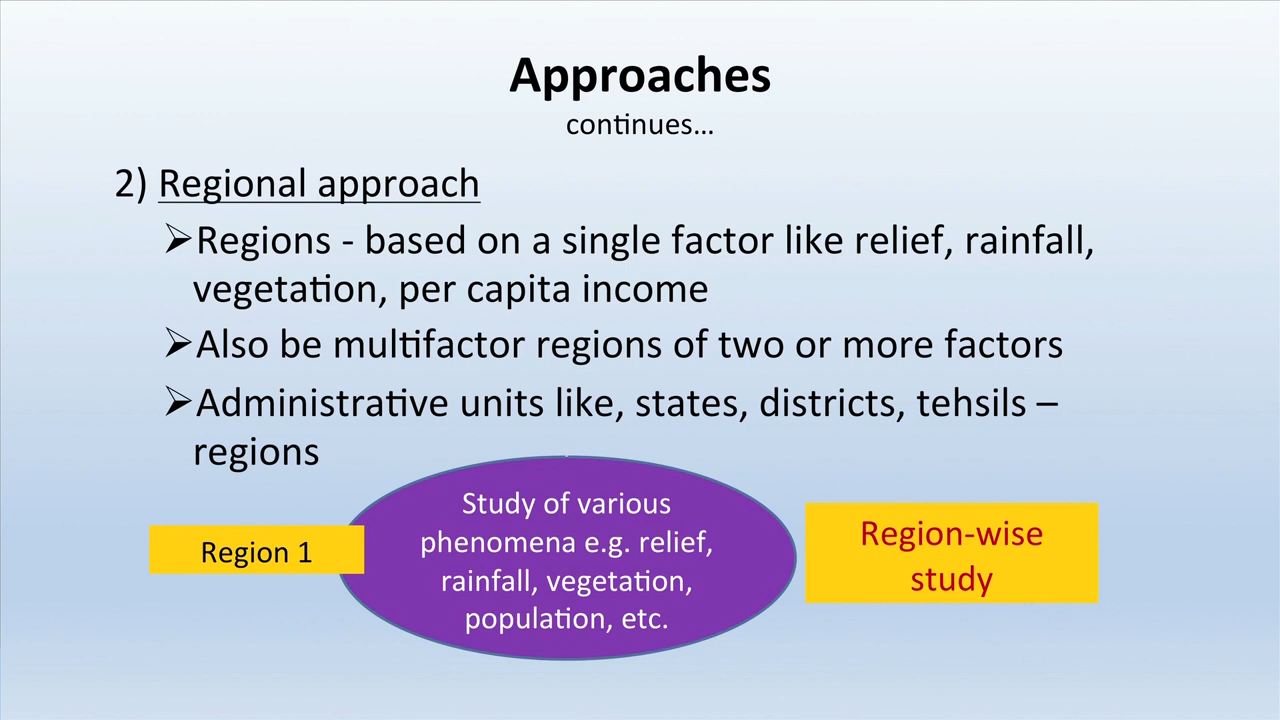 Approaches
continues...
2) Regional approach
➢Regions - based on a single factor like relief, rainfall,
vegetation, per capita income
➢Also be multifactor regions of two or more factors
➢Administrative units like, states, districts, tehsils –
regions
Region 1
Study of various
phenomena e.g. relief,
rainfall, vegetation,
population, etc.
Region-wise
study